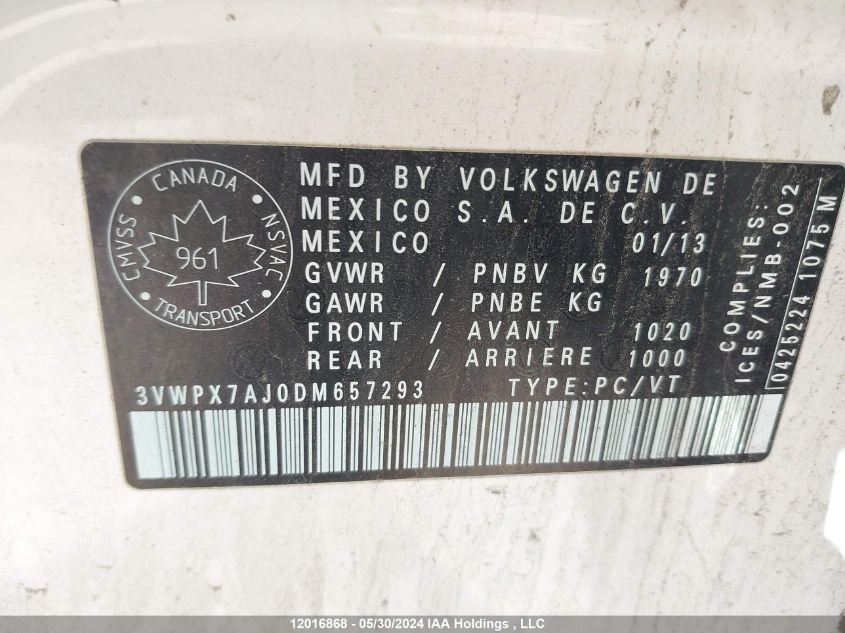 CANADA
CMVSS
NSVAC
961
TRANSPORT
MFD BY VOLKSWAGEN DE
MEXICO S.A. DE C.V.
MEXICO 01/13
GVWR / PNBV KG 1970
GAWR / PNBE KG
FRONT / AVANT 1020
REAR / ARRIERE 1000
3VWPX7AJ0DM657293 TYPE:PC/VT
COMPLIES:
ICES/NMB-002
0425224 1075M
12016868 - 05/30/2024 IAA Holdings , LLC